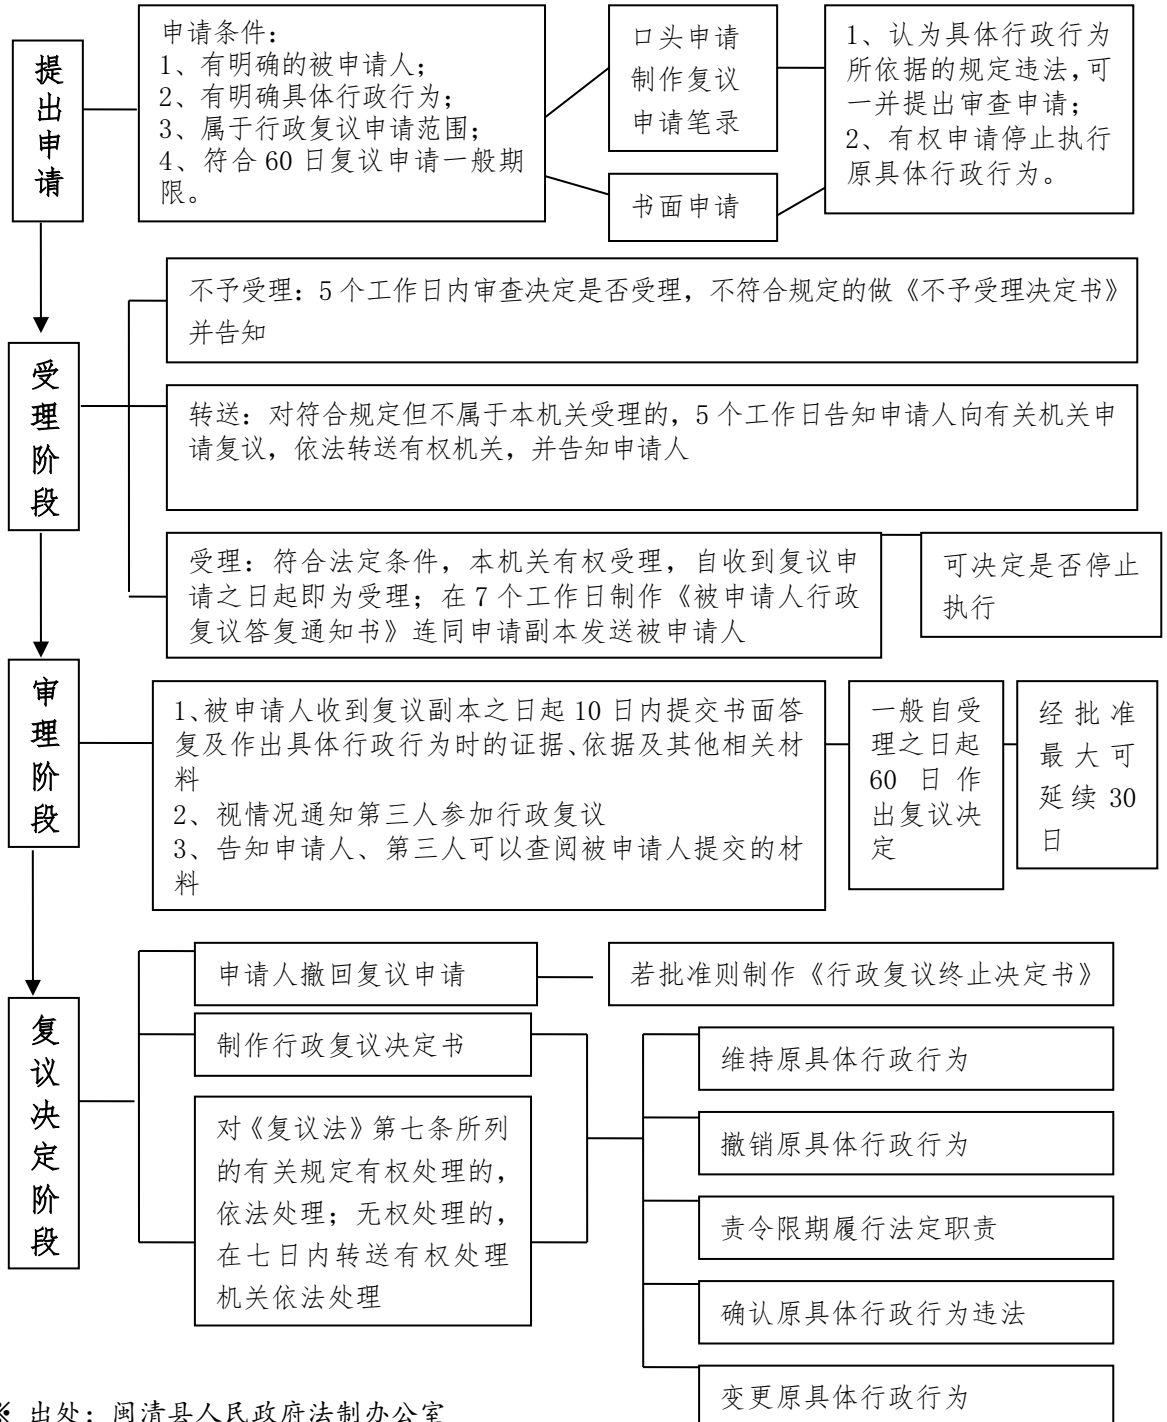 提出申请
申请条件：
1、有明确的被申请人；
2、有明确具体行政行为；
3、属于行政复议申请范围；
4、符合 60 日复议申请一般期
限。
口头申请
制作复议
申请笔录
书面申请
1、认为具体行政行为
所依据的规定违法，可
一并提出审查申请；
2、有权申请停止执行
原具体行政行为。
受理阶段
不予受理：5 个工作日内审查决定是否受理，不符合规定的做《不予受理决定书》
并告知
转送：对符合规定但不属于本机关受理的，5 个工作日告知申请人向有关机关申
请复议，依法转送有权机关，并告知申请人
受理：符合法定条件，本机关有权受理，自收到复议申
请之日起即为受理；在 7 个工作日制作《被申请人行政
复议答复通知书》连同申请副本发送被申请人
可决定是否停止
执行
审理阶段
1、被申请人收到复议副本之日起 10 日内提交书面答
复及作出具体行政行为时的证据、依据及其他相关材
料
2、视情况通知第三人参加行政复议
3、告知申请人、第三人可以查阅被申请人提交的材
料
一般自受
理之日起
60 日作
出复议决
定
经批准
最大可
延续 30
日
复议决定阶段
申请人撤回复议申请
若批准则制作《行政复议终止决定书》
制作行政复议决定书
对《复议法》第七条所列
的有关规定有权处理的，
依法处理；无权处理的，
在七日内转送有权处理
机关依法处理
维持原具体行政行为
撤销原具体行政行为
责令限期履行法定职责
确认原具体行政行为违法
变更原具体行政行为
※ 出处：闽清县人民政府法制办公室